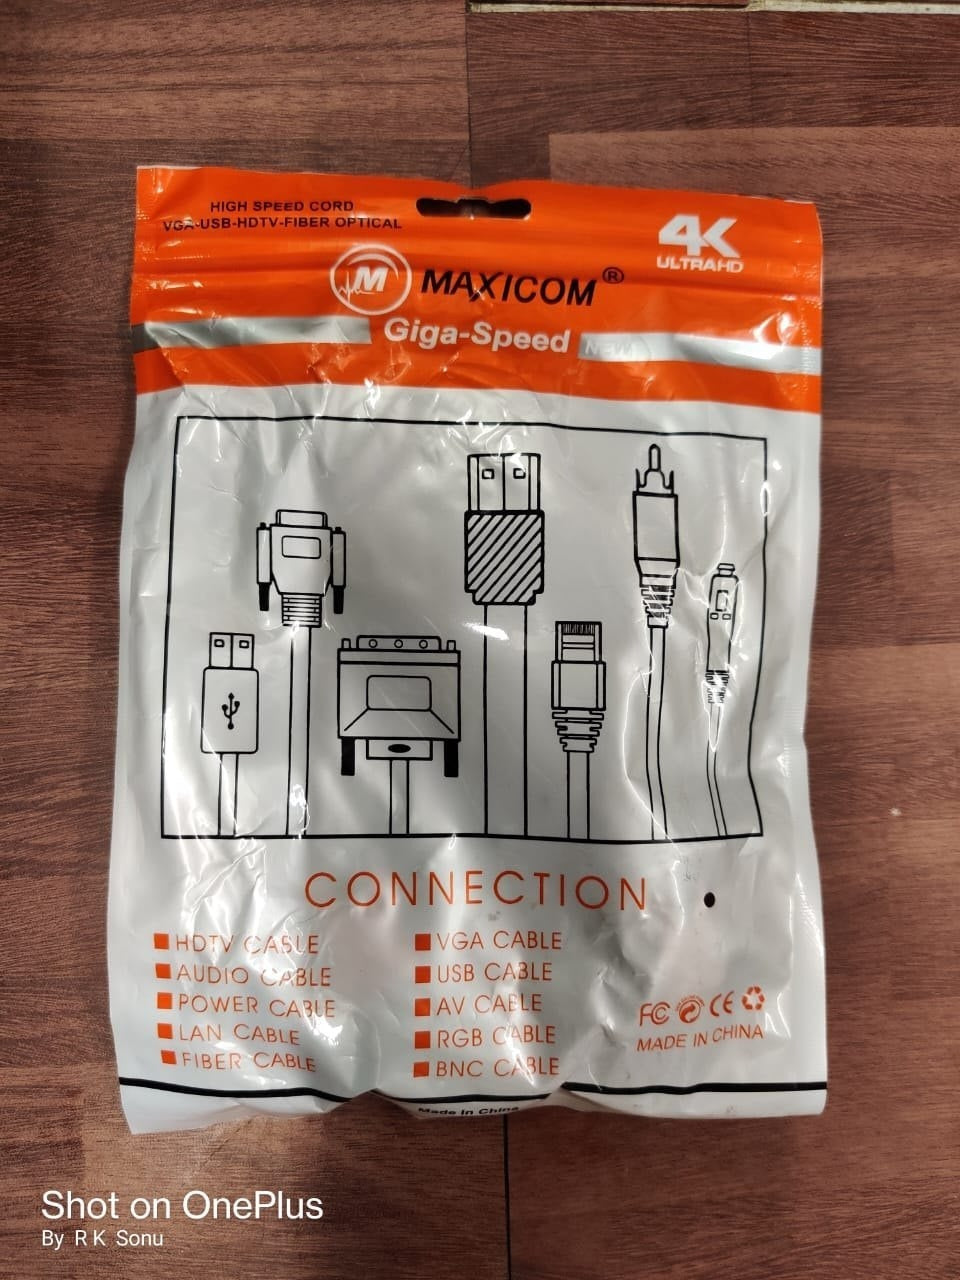 HIGH SPEED CORD
VGA-USB-HDTV-FIBER OPTICAL
4K
ULTRAHD
M MAXICOM®
Giga-Speed
NEW
CONNECTION
HDTV CABLE
AUDIO CABLE
POWER CABLE
LAN CABLE
FIBER CABLE
VGA CABLE
USB CABLE
AV CABLE
RGB CABLE
BNC CABLE
FC CE
MADE IN CHINA
Made In China
Shot on OnePlus
By RK Sonu